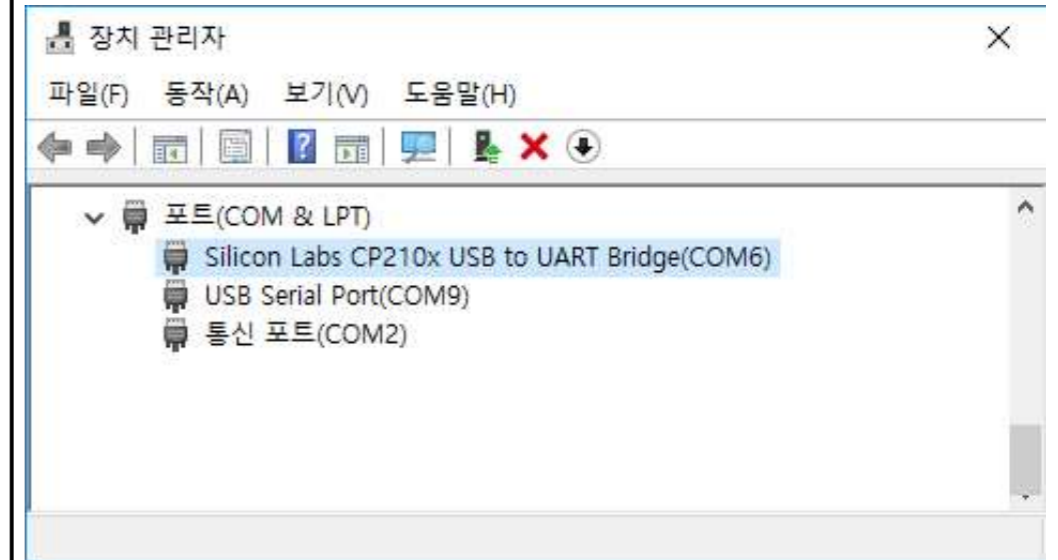 장치 관리자
파일(F) 동작(A) 보기(V) 도움말(H)
포트(COM & LPT)
Silicon Labs CP210x USB to UART Bridge(COM6)
USB Serial Port(COM9)
통신 포트(COM2)